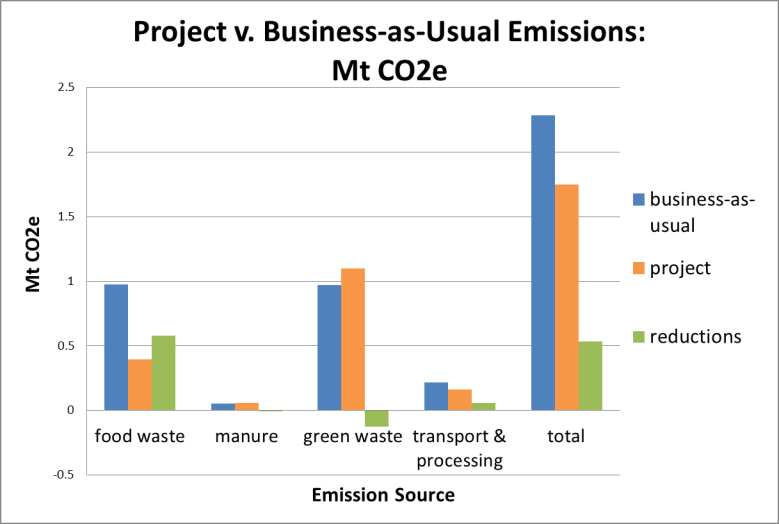 Project v. Business-as-Usual Emissions:
Mt CO2e
2.5
2
1.5
1
0.5
0
-0.5
Mt CO2e
food waste
manure
green waste
transport &
processing
total
Emission Source
business-as-
usual
project
reductions